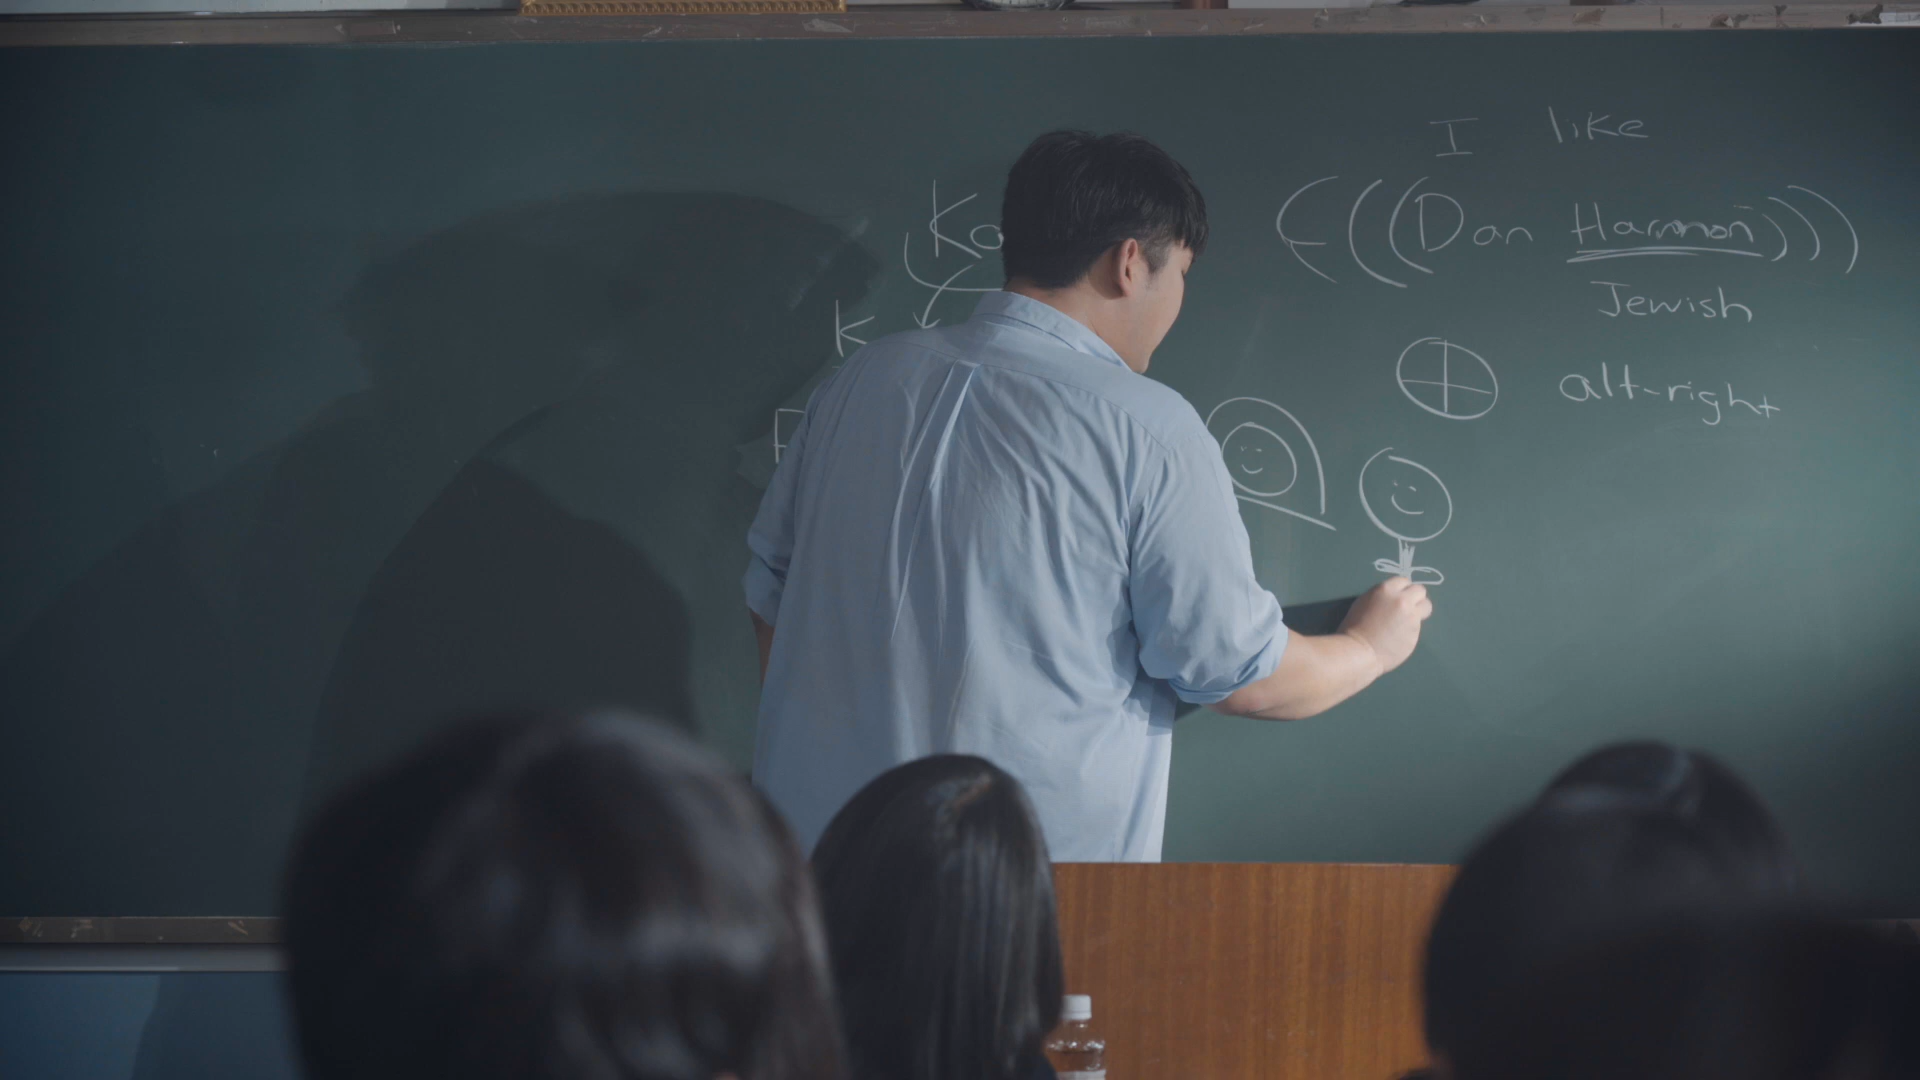 I like
(((Dan Harmon)))
Jewish
alt-right
K